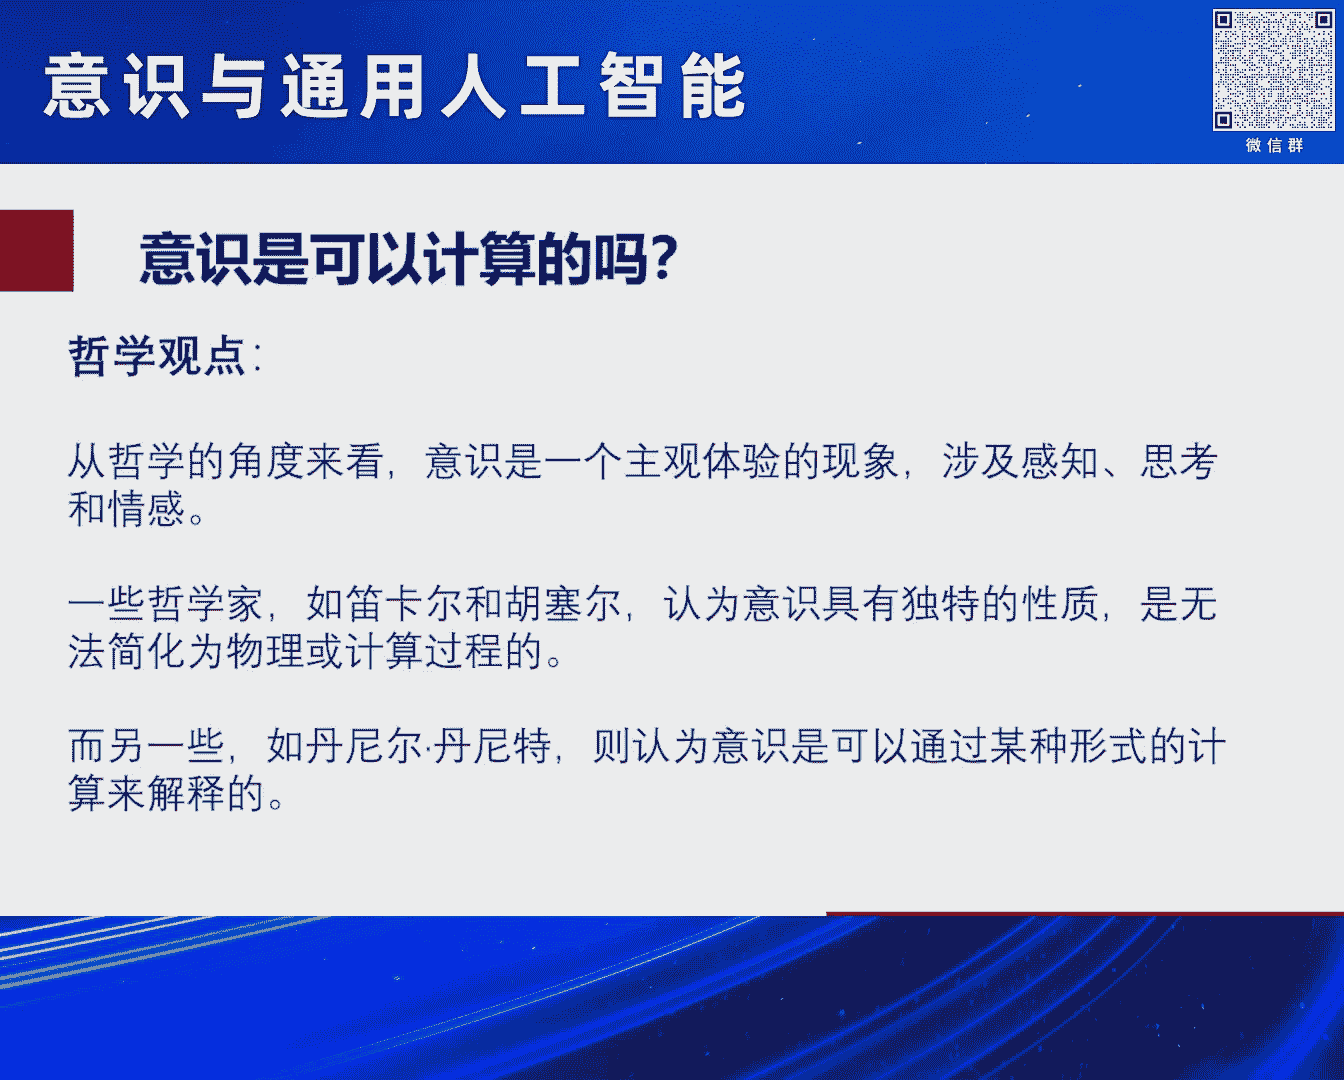 意识与通用人工智能
微信群
意识是可以计算的吗?
哲学观点：
从哲学的角度来看，意识是一个主观体验的现象，涉及感知、思考
和情感。
一些哲学家，如笛卡尔和胡塞尔，认为意识具有独特的性质，是无
法简化为物理或计算过程的。
而另一些，如丹尼尔·丹尼特，则认为意识是可以通过某种形式的计
算来解释的。